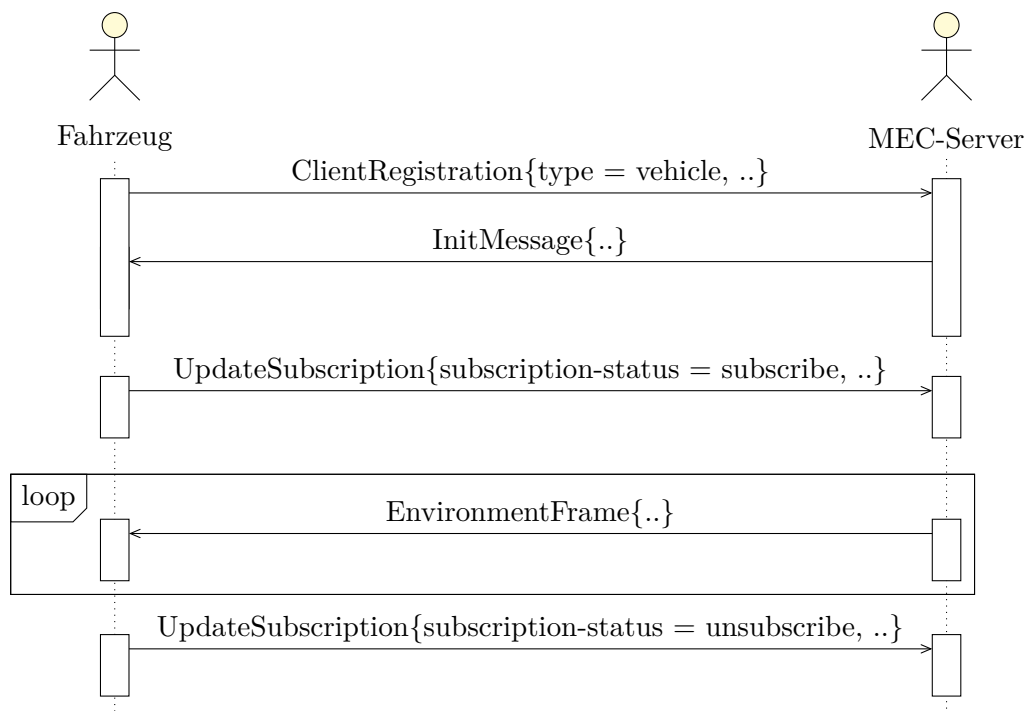 Fahrzeug
MEC-Server
ClientRegistration{type = vehicle, ..}
InitMessage{..}
UpdateSubscription{subscription-status = subscribe, ..}
loop
EnvironmentFrame{..}
UpdateSubscription{subscription-status = unsubscribe, ..}